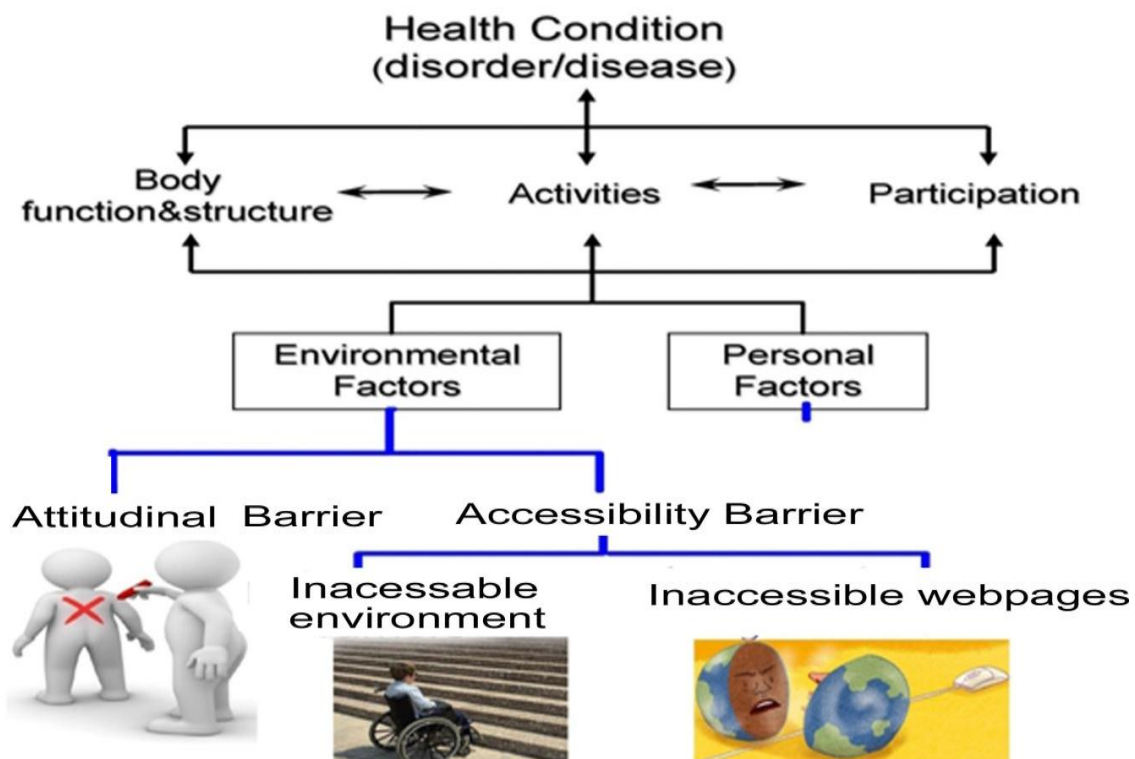 Health Condition
(disorder/disease)
Body
function&structure
Activities
Participation
Environmental
Factors
Personal
Factors
Attitudinal Barrier
Accessibility Barrier
Inacessable
environment
Inaccessible webpages